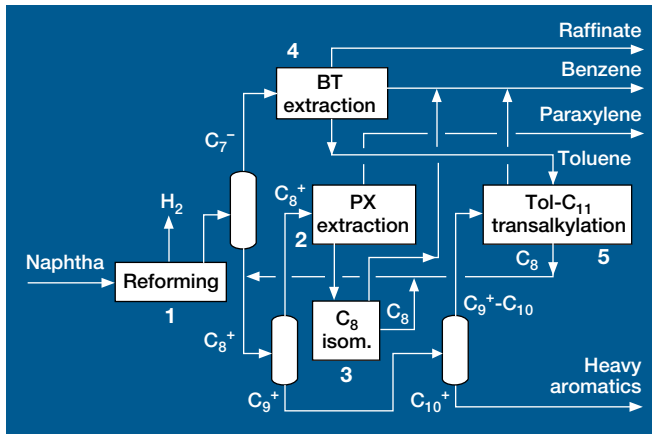 Raffinate
4
Benzene
BT
extraction
Paraxylene
C₇⁻
Toluene
C₈⁺
PX
extraction
Tol-C₁₁
transalkylation
H₂
2
Naphtha
Reforming
C₈
5
1
C₉⁺-C₁₀
C₈
isom.
C₈
C₈⁺
3
Heavy
aromatics
C₉⁺
C₁₀⁺